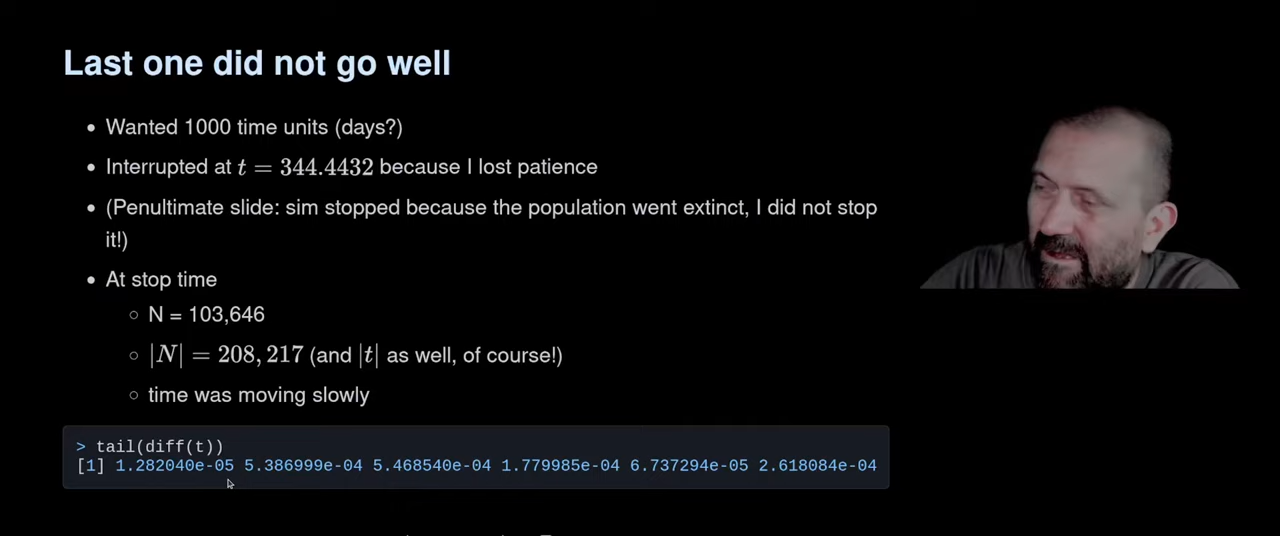 Last one did not go well
• Wanted 1000 time units (days?)
• Interrupted at t = 344.4432 because I lost patience
• (Penultimate slide: sim stopped because the population went extinct, I did not stop
it!)
• At stop time
○ N = 103,646
○ |N| = 208, 217 (and |t| as well, of course!)
○ time was moving slowly
> tail(diff(t))
[1] 1.282040e-05 5.386999e-04 5.468540e-04 1.779985e-04 6.737294e-05 2.618084e-04